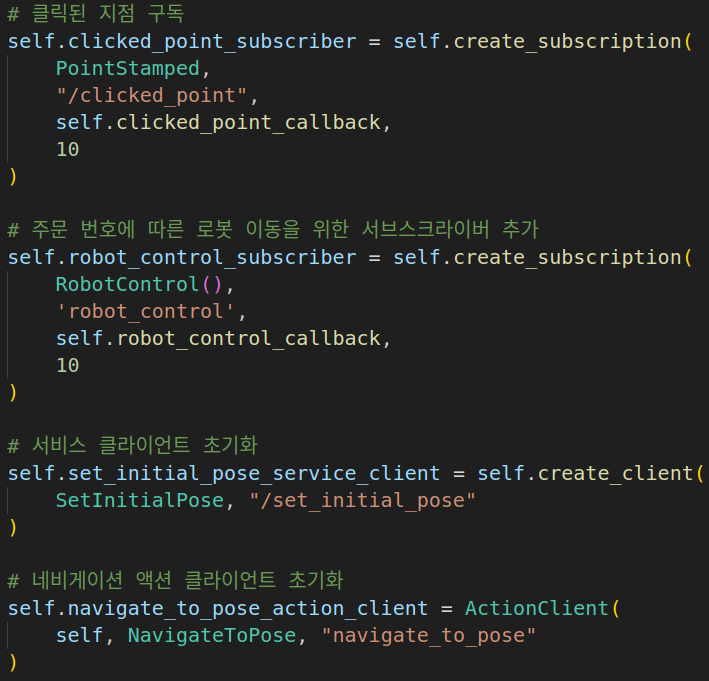 # 클릭된 지점 구독
self.clicked_point_subscriber = self.create_subscription(
    PointStamped,
    "/clicked_point",
    self.clicked_point_callback,
    10
)

# 주문 번호에 따른 로봇 이동을 위한 서브스크라이버 추가
self.robot_control_subscriber = self.create_subscription(
    RobotControl(),
    'robot_control',
    self.robot_control_callback,
    10
)

# 서비스 클라이언트 초기화
self.set_initial_pose_service_client = self.create_client(
    SetInitialPose, "/set_initial_pose"
)

# 네비게이션 액션 클라이언트 초기화
self.navigate_to_pose_action_client = ActionClient(
    self, NavigateToPose, "navigate_to_pose"
)